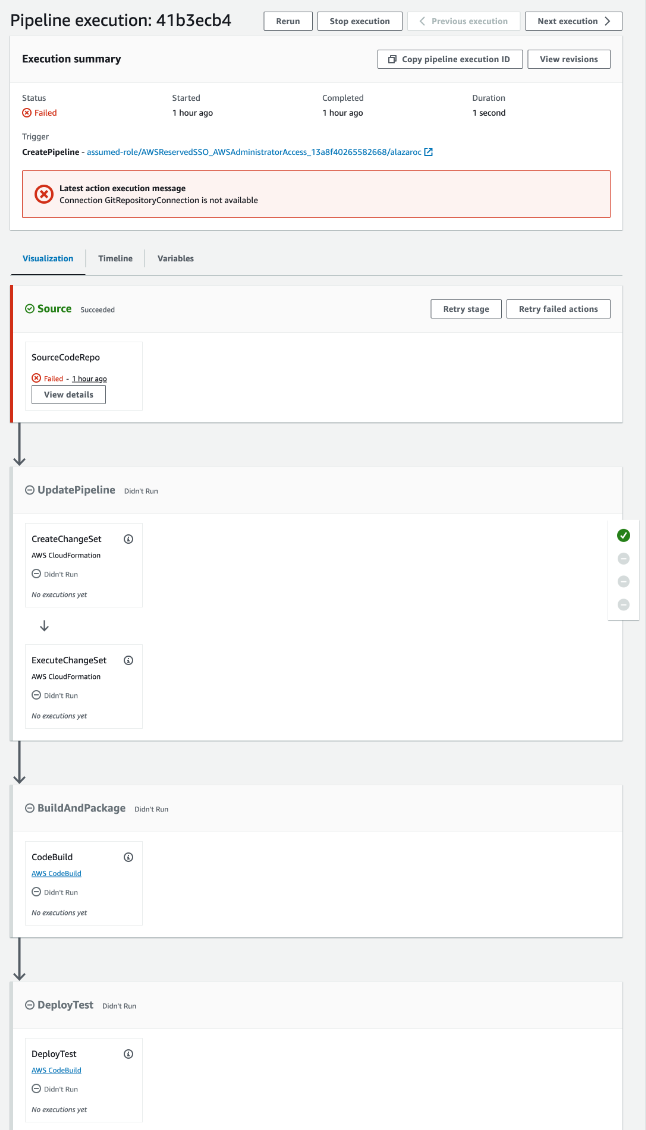 Pipeline execution: 41b3ecb4
Rerun
Stop execution
Previous execution
Next execution
Execution summary
Copy pipeline execution ID
View revisions
Status
Started
Completed
Duration
Failed
1 hour ago
1 hour ago
1 second
Trigger
CreatePipeline - assumed-role/AWSReservedSSO_AWSAdministratorAccess_13a8f40265582668/alazaroc
Latest action execution message
Connection GitRepositoryConnection is not available
Visualization
Timeline
Variables
Source Succeeded
Retry stage
Retry failed actions
SourceCodeRepo
Failed - 1 hour ago
View details
UpdatePipeline Didn't Run
CreateChangeSet
AWS CloudFormation
Didn't Run
No executions yet
ExecuteChangeSet
AWS CloudFormation
Didn't Run
No executions yet
BuildAndPackage Didn't Run
CodeBuild
AWS CodeBuild
Didn't Run
No executions yet
DeployTest Didn't Run
DeployTest
AWS CodeBuild
Didn't Run
No executions yet